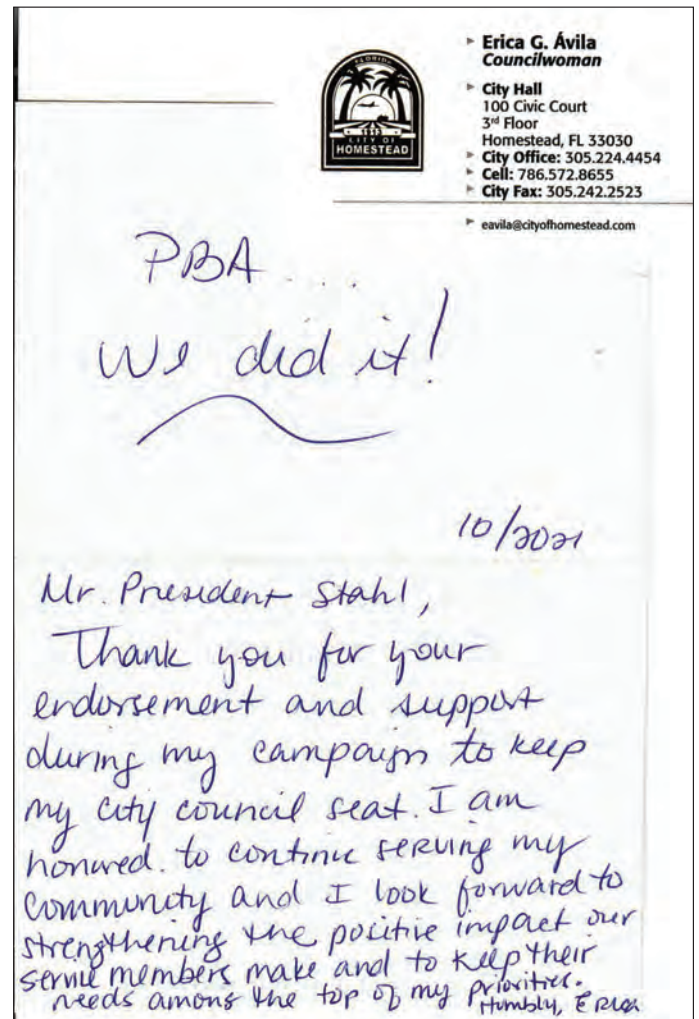 FLORIDA
CITY OF
HOMESTEAD
Erica G. Ávila
Councilwoman
City Hall
100 Civic Court
3rd Floor
Homestead, FL 33030
City Office: 305.224.4454
Cell: 786.572.8655
City Fax: 305.242.2523
eavila@cityofhomestead.com
PBA ....
We did it!
10/2021
Mr. President Stahl,
Thank you for your
endorsement and support
during my campaign to keep
my city council seat. I am
honored to continue serving my
community and I look forward to
strengthening the positive impact our
service members make and to keep their
needs among the top of my priorities.
Humbly, Erica